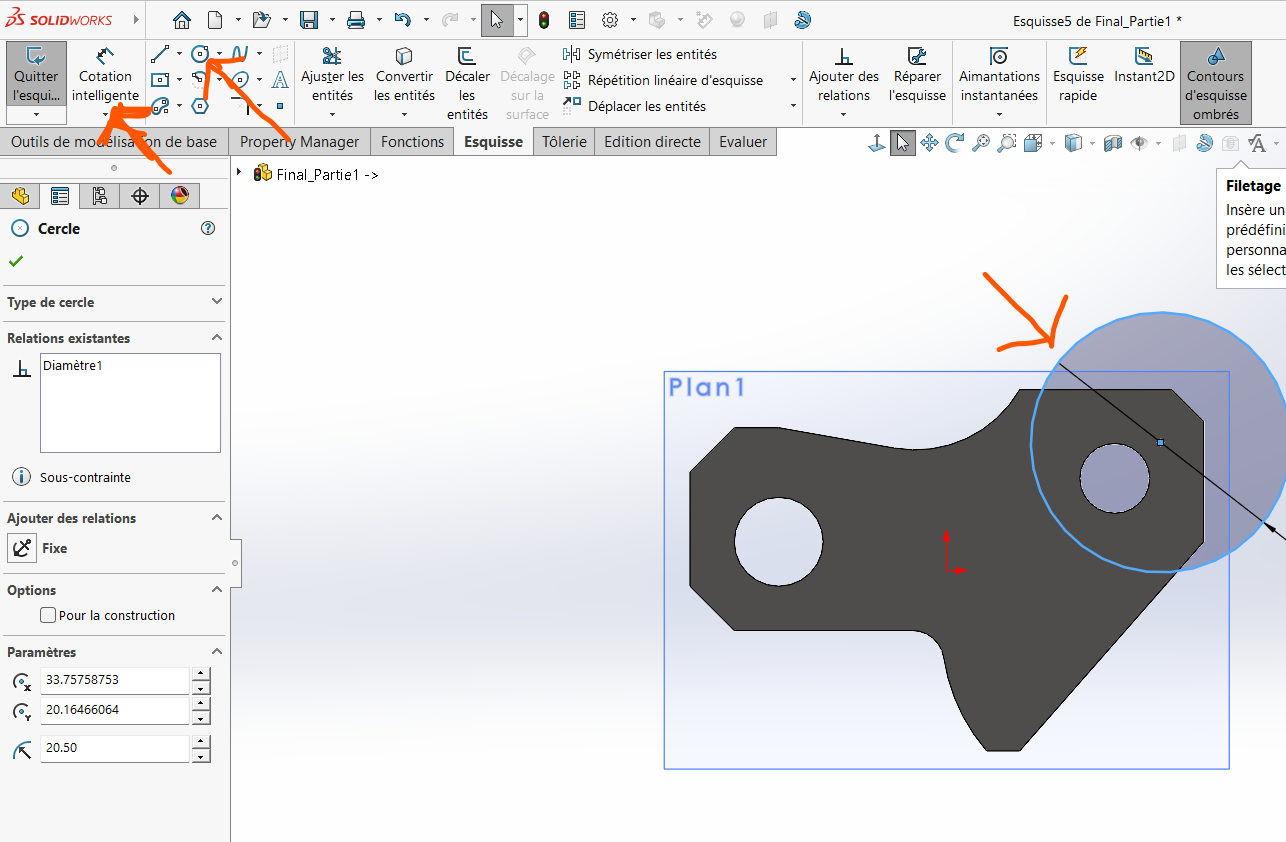 SOLIDWORKS
Esquisse5 de Final_Partie1 *
Quitter
l'esqui...
Cotation
intelligente
Ajuster les
entités
Convertir
les entités
Décaler
les
entités
Décalage
sur la
surface
Symétriser les entités
Répétition linéaire d'esquisse
Déplacer les entités
Ajouter des
relations
Réparer
l'esquisse
Aimantations
instantanées
Esquisse
rapide
Instant2D
Contours
d'esquisse
ombrés
Outils de modélisation de base
Property Manager
Fonctions
Esquisse
Tôlerie
Edition directe
Evaluer
Final_Partie1 ->
Filetage
Insère un
prédéfini
personna
les sélect
Cercle
Type de cercle
Relations existantes
Diamètre1
Sous-contrainte
Ajouter des relations
Fixe
Options
Pour la construction
Paramètres
33.75758753
20.16466064
20.50
Plan1